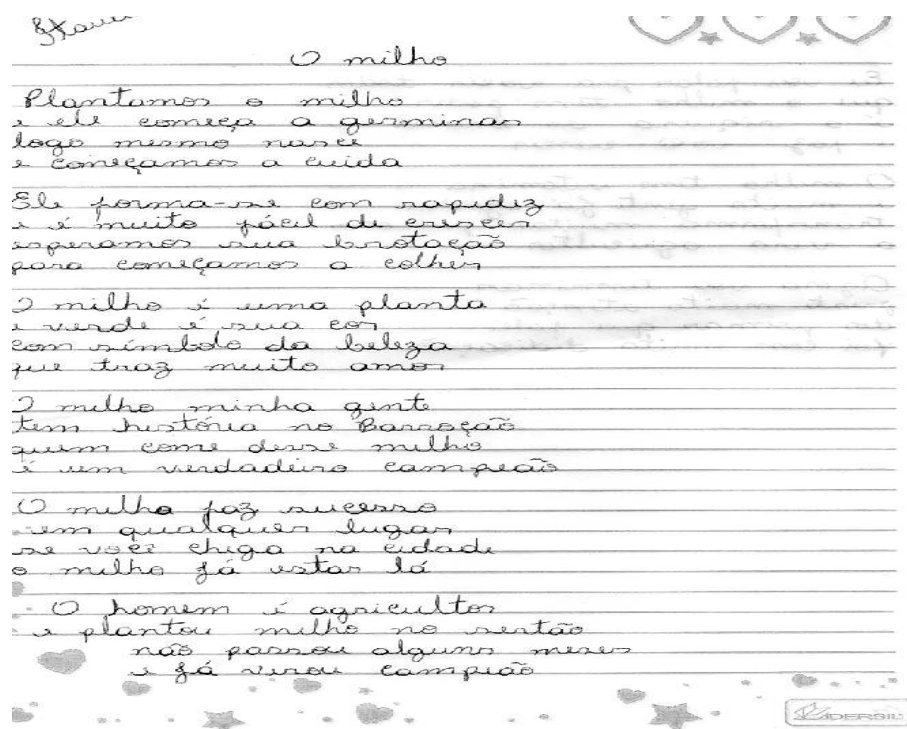 O milho
Plantamos o milho
e ele começa a germinar
logo mesmo nasce
e começamos a cuida
Ele forma-se com rapidez
e é muito fácil de crescer
esperamos sua brotação
para começamos a colher
O milho é uma planta
e verde é sua cor
com símbolo da beleza
que traz muito amor
O milho minha gente
tem história no Barroção
quem come desse milho
é um verdadeiro campeão
O milho faz sucesso
em qualquer lugar
se você chega na cidade
o milho já estar lá
O homem é agricultor
e plantou milho no sertão
não passou alguns meses
e já virou campeão